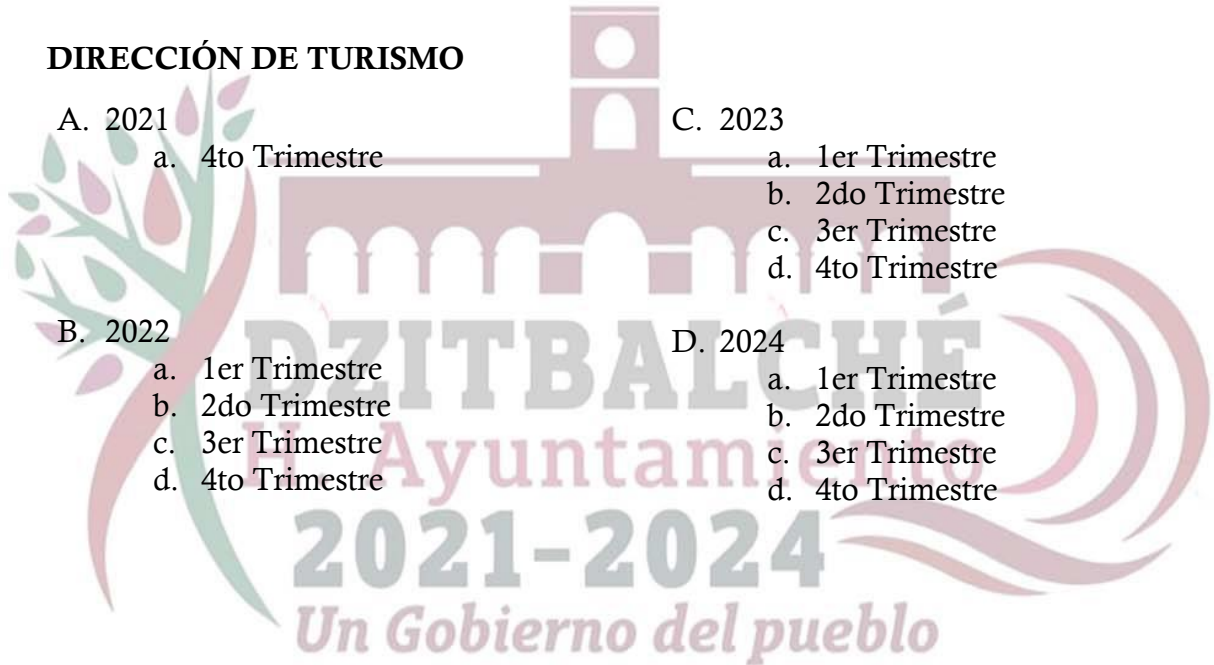 DIRECCIÓN DE TURISMO
A. 2021
a. 4to Trimestre
B. 2022
a. 1er Trimestre
b. 2do Trimestre
c. 3er Trimestre
d. 4to Trimestre
C. 2023
a. 1er Trimestre
b. 2do Trimestre
c. 3er Trimestre
d. 4to Trimestre
D. 2024
a. 1er Trimestre
b. 2do Trimestre
c. 3er Trimestre
d. 4to Trimestre
DZITBALCHÉ
H. Ayuntamiento
2021-2024
Un Gobierno del pueblo